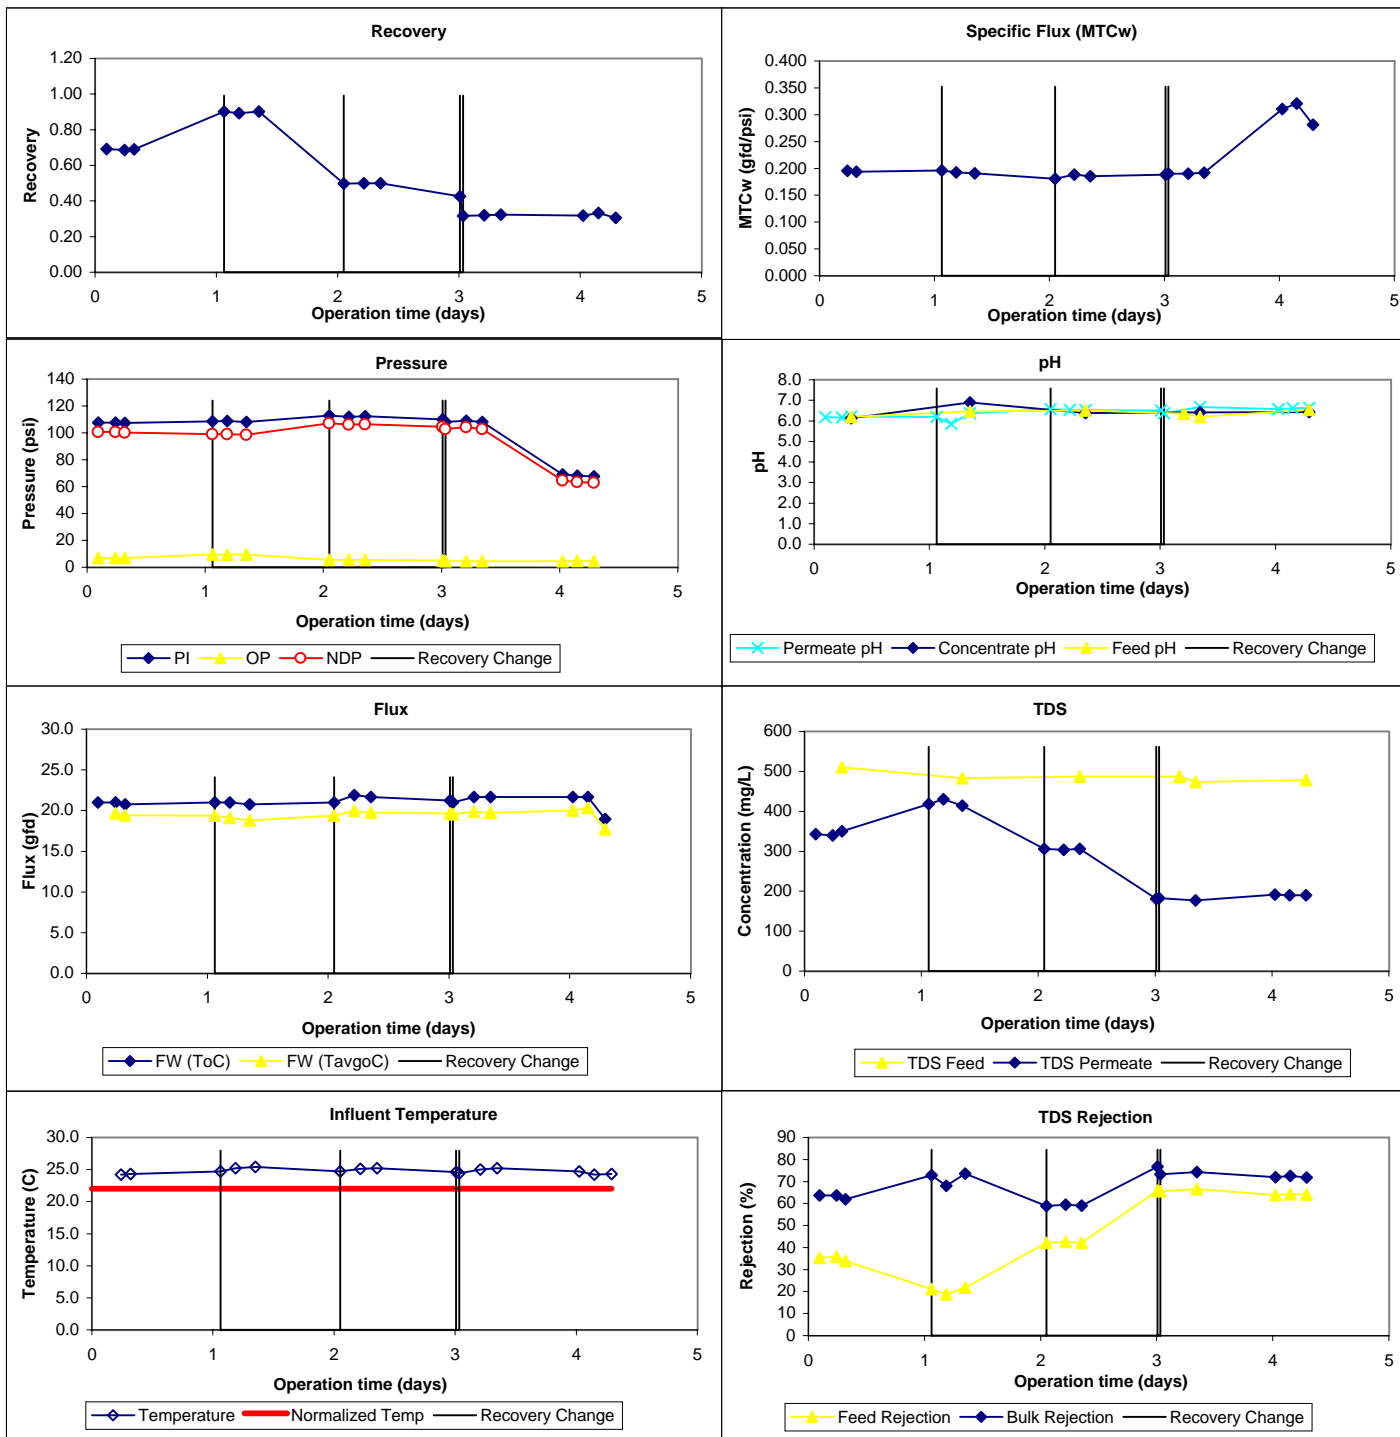 Recovery
1.20
1.00
0.80
0.60
0.40
0.20
0.00
Recovery
0 1 2 3 4 5
Operation time (days)
Specific Flux (MTCw)
0.400
0.350
0.300
0.250
0.200
0.150
0.100
0.050
0.000
MTCw (gfd/psi)
0 1 2 3 4 5
Operation time (days)
Pressure
140
120
100
80
60
40
20
0
Pressure (psi)
0 1 2 3 4 5
Operation time (days)
PI OP NDP Recovery Change
pH
8.0
7.0
6.0
5.0
4.0
3.0
2.0
1.0
0.0
pH
0 1 2 3 4 5
Operation time (days)
Permeate pH Concentrate pH Feed pH Recovery Change
Flux
30.0
25.0
20.0
15.0
10.0
5.0
0.0
Flux (gfd)
0 1 2 3 4 5
Operation time (days)
FW (ToC) FW (TavgoC) Recovery Change
TDS
600
500
400
300
200
100
0
Concentration (mg/L)
0 1 2 3 4 5
Operation time (days)
TDS Feed TDS Permeate Recovery Change
Influent Temperature
30.0
25.0
20.0
15.0
10.0
5.0
0.0
Temperature (C)
0 1 2 3 4 5
Operation time (days)
Temperature Normalized Temp Recovery Change
TDS Rejection
90
80
70
60
50
40
30
20
10
0
Rejection (%)
0 1 2 3 4 5
Operation time (days)
Feed Rejection Bulk Rejection Recovery Change